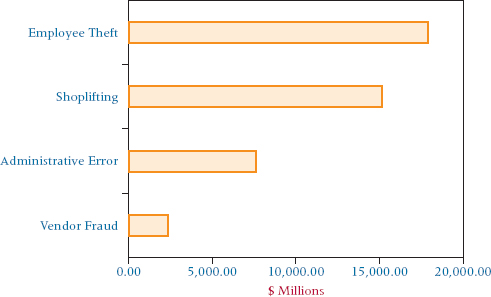 Employee Theft
Shoplifting
Administrative Error
Vendor Fraud
0.00 5,000.00 10,000.00 15,000.00 20,000.00
$ Millions